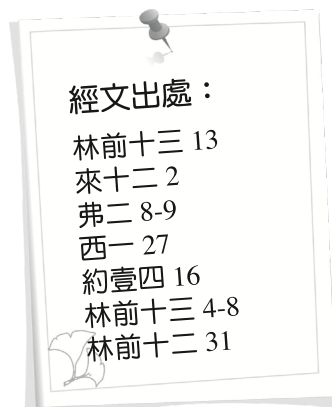 經文出處：
林前十三 13
來十二 2
弗二 8-9
西一 27
約壹四 16
林前十三 4-8
林前十二 31